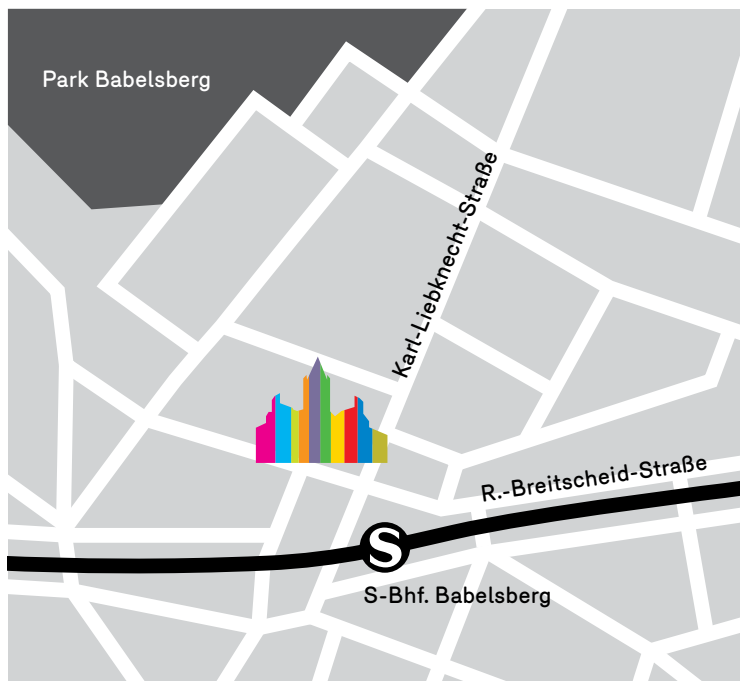 Park Babelsberg
Karl-Liebknecht-Straße
R.-Breitscheid-Straße
S
S-Bhf. Babelsberg